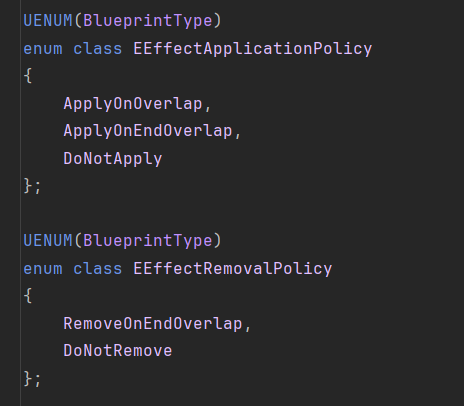 UENUM(BlueprintType)
enum class EEffectApplicationPolicy
{
    ApplyOnOverlap,
    ApplyOnEndOverlap,
    DoNotApply
};

UENUM(BlueprintType)
enum class EEffectRemovalPolicy
{
    RemoveOnEndOverlap,
    DoNotRemove
};